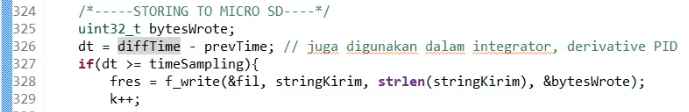 324 /*-----STORING TO MICRO SD----*/
325 uint32_t bytesWrote;
326 dt = diffTime - prevTime; // juga digunakan dalam integrator, derivative PID
327 if(dt >= timeSampling){
328 fres = f_write(&fil, stringKirim, strlen(stringKirim), &bytesWrote);
329 k++;